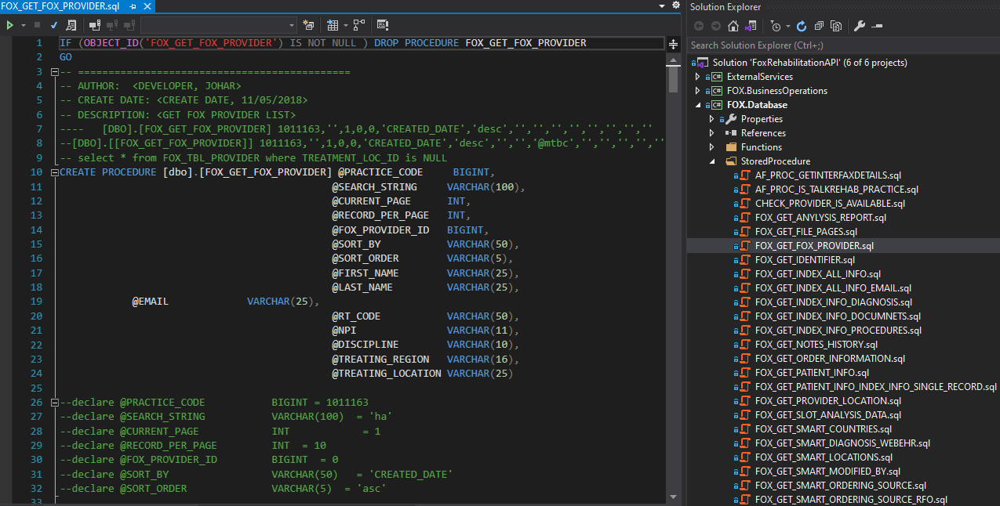 FOX_GET_FOX_PROVIDER.sql
1 IF (OBJECT_ID('FOX_GET_FOX_PROVIDER') IS NOT NULL ) DROP PROCEDURE FOX_GET_FOX_PROVIDER
2 GO
3 -- =============================================
4 -- AUTHOR:  <DEVELOPER, JOHAR>
5 -- CREATE DATE: <CREATE DATE, 11/05/2018>
6 -- DESCRIPTION: <GET FOX PROVIDER LIST>
7 ----   [DBO].[FOX_GET_FOX_PROVIDER] 1011163,'',1,0,0,'CREATED_DATE','desc','','','','','','','',''
8 --[DBO].[[FOX_GET_FOX_PROVIDER]] 1011163,'',1,0,0,'CREATED_DATE','desc','','','@mtbc','','','','',''
9 -- select * from FOX_TBL_PROVIDER where TREATMENT_LOC_ID is NULL
10 CREATE PROCEDURE [dbo].[FOX_GET_FOX_PROVIDER] @PRACTICE_CODE     BIGINT,
11 @SEARCH_STRING     VARCHAR(100),
12 @CURRENT_PAGE      INT,
13 @RECORD_PER_PAGE   INT,
14 @FOX_PROVIDER_ID   BIGINT,
15 @SORT_BY           VARCHAR(50),
16 @SORT_ORDER        VARCHAR(5),
17 @FIRST_NAME        VARCHAR(25),
18 @LAST_NAME         VARCHAR(25),
19 @EMAIL             VARCHAR(25),
20 @RT_CODE           VARCHAR(50),
21 @NPI               VARCHAR(11),
22 @DISCIPLINE        VARCHAR(10),
23 @TREATING_REGION   VARCHAR(16),
24 @TREATING_LOCATION VARCHAR(25)
25
26 --declare @PRACTICE_CODE           BIGINT = 1011163
27 --declare @SEARCH_STRING           VARCHAR(100)  = 'ha'
28 --declare @CURRENT_PAGE            INT            = 1
29 --declare @RECORD_PER_PAGE         INT  = 10
30 --declare @FOX_PROVIDER_ID         BIGINT  = 0
31 --declare @SORT_BY                 VARCHAR(50)   = 'CREATED_DATE'
32 --declare @SORT_ORDER              VARCHAR(5)  = 'asc'
33
Solution Explorer
Search Solution Explorer (Ctrl+;)
Solution 'FoxRehabilitationAPI' (6 of 6 projects)
C# ExternalServices
C# FOX.BusinessOperations
C# FOX.Database
Properties
References
Functions
StoredProcedure
AF_PROC_GETINTERFAXDETAILS.sql
AF_PROC_IS_TALKREHAB_PRACTICE.sql
CHECK_PROVIDER_IS_AVAILABLE.sql
FOX_GET_ANYLYSIS_REPORT.sql
FOX_GET_FILE_PAGES.sql
FOX_GET_FOX_PROVIDER.sql
FOX_GET_IDENTIFIER.sql
FOX_GET_INDEX_ALL_INFO.sql
FOX_GET_INDEX_ALL_INFO_EMAIL.sql
FOX_GET_INDEX_INFO_DIAGNOSIS.sql
FOX_GET_INDEX_INFO_DOCUMNETS.sql
FOX_GET_INDEX_INFO_PROCEDURES.sql
FOX_GET_NOTES_HISTORY.sql
FOX_GET_ORDER_INFORMATION.sql
FOX_GET_PATIENT_INFO.sql
FOX_GET_PATIENT_INFO_INDEX_INFO_SINGLE_RECORD.sql
FOX_GET_PROVIDER_LOCATION.sql
FOX_GET_SLOT_ANALYSIS_DATA.sql
FOX_GET_SMART_COUNTRIES.sql
FOX_GET_SMART_DIAGNOSIS_WEBEHR.sql
FOX_GET_SMART_LOCATIONS.sql
FOX_GET_SMART_MODIFIED_BY.sql
FOX_GET_SMART_ORDERING_SOURCE.sql
FOX_GET_SMART_ORDERING_SOURCE_RFO.sql